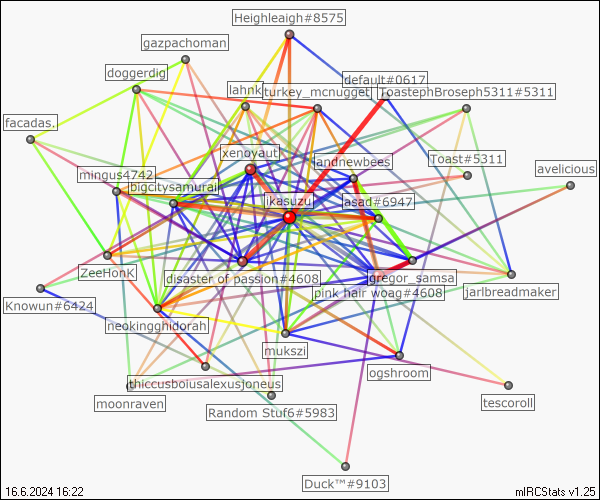 Heighleaigh#8575
gazpachoman
doggerdig
default#0617
lahnk
turkey_mcnugget
ToastephBroseph5311#5311
facadas.
xenoyaut
landnewbees
Toast#5311
avelicious
mingus4742
bigcitysamurai
ikasuzu
asad#6947
ZeeHonK
disaster of passion#4608
gregor_samsa
pink hair woag#4608
jarlbreadmaker
Knowun#6424
neokingghidorah
mukszi
ogshroom
thiccusboiusalexusjoneus
moonraven
Random Stuf6#5983
tescoroll
Duck™#9103
16.6.2024 16:22
mIRCStats v1.25